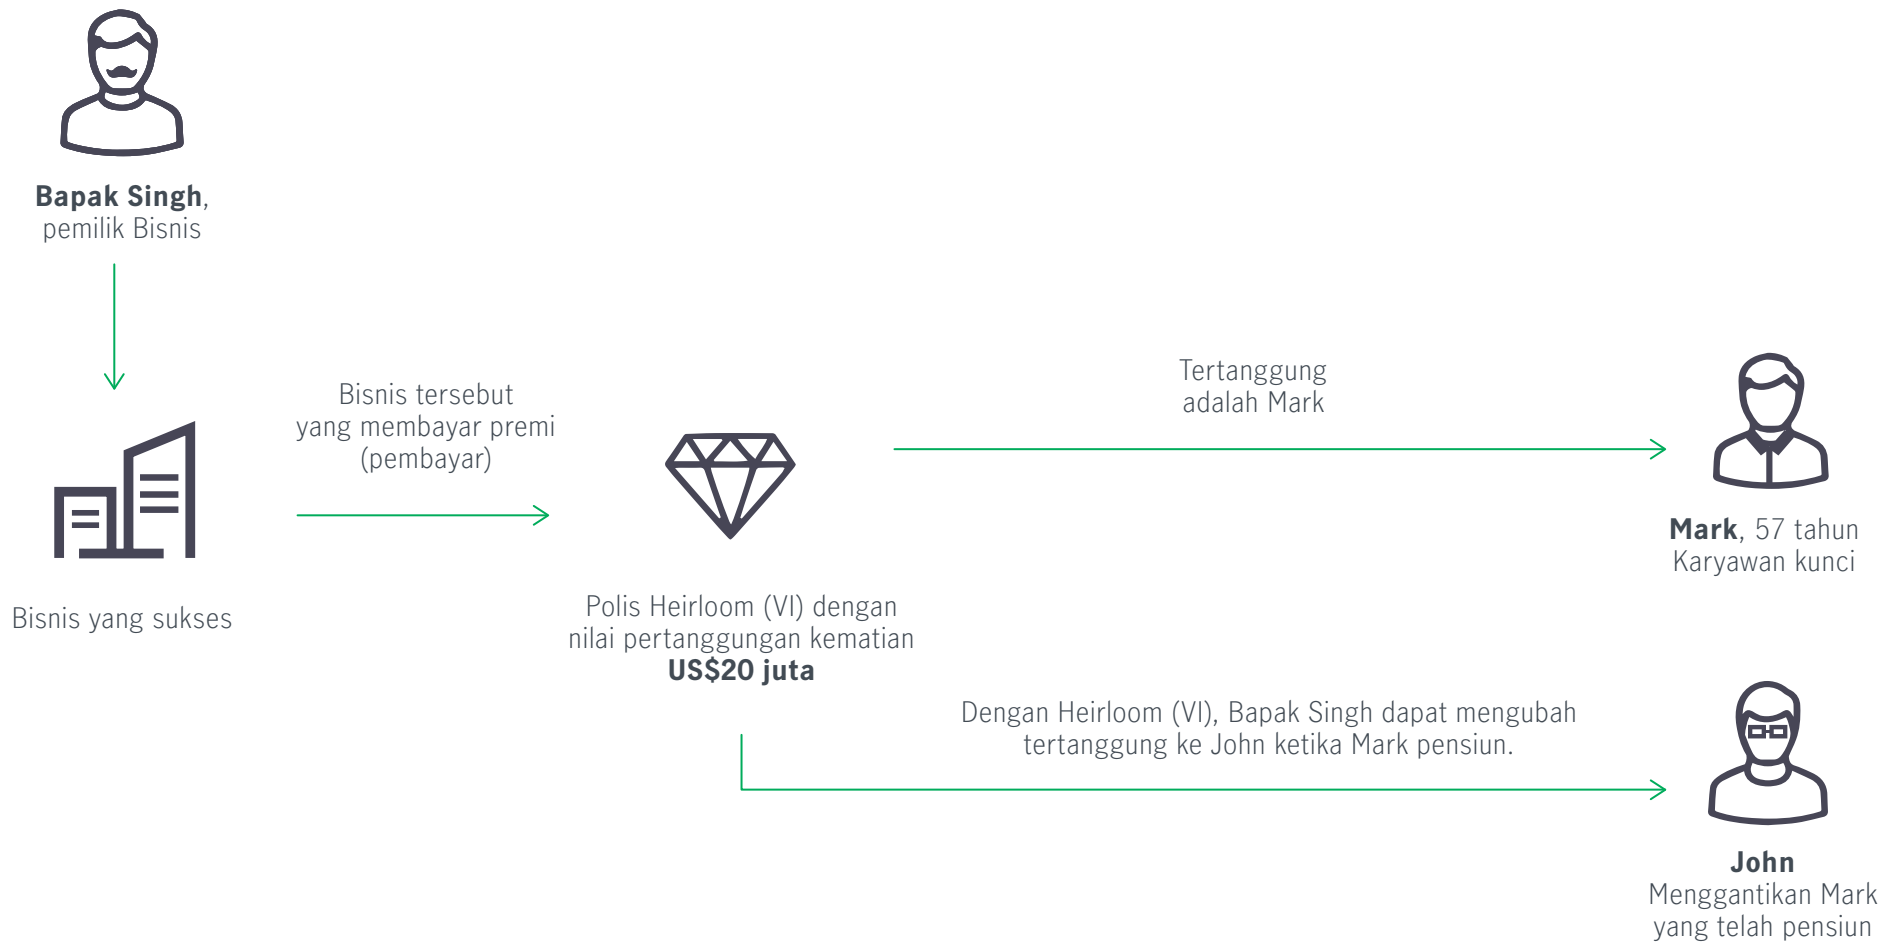 Bapak Singh,
pemilik Bisnis
Bisnis tersebut
yang membayar premi
(pembayar)
Bisnis yang sukses
Polis Heirloom (VI) dengan
nilai pertanggungan kematian
US$20 juta
Tertanggung
adalah Mark
Mark, 57 tahun
Karyawan kunci
Dengan Heirloom (VI), Bapak Singh dapat mengubah
tertanggung ke John ketika Mark pensiun.
John
Menggantikan Mark
yang telah pensiun